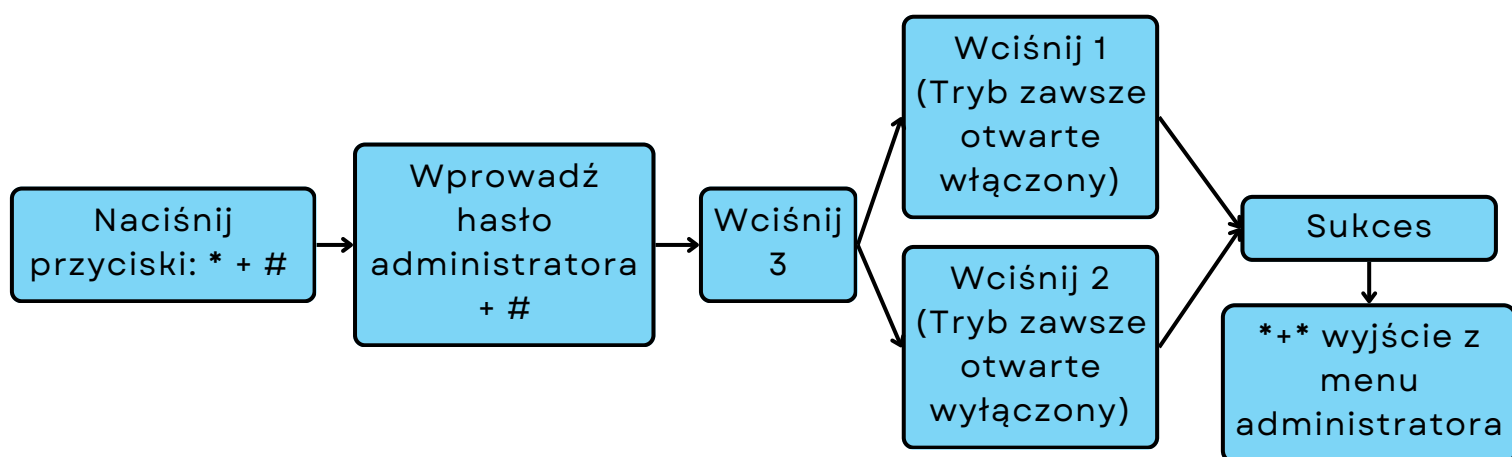 Naciśnij
przyciski: * + #
Wprowadź
hasło
administratora
+ #
Wciśnij
3
Wciśnij 1
(Tryb zawsze
otwarte
włączony)
Wciśnij 2
(Tryb zawsze
otwarte
wyłączony)
Sukces
*+* wyjście z
menu
administratora